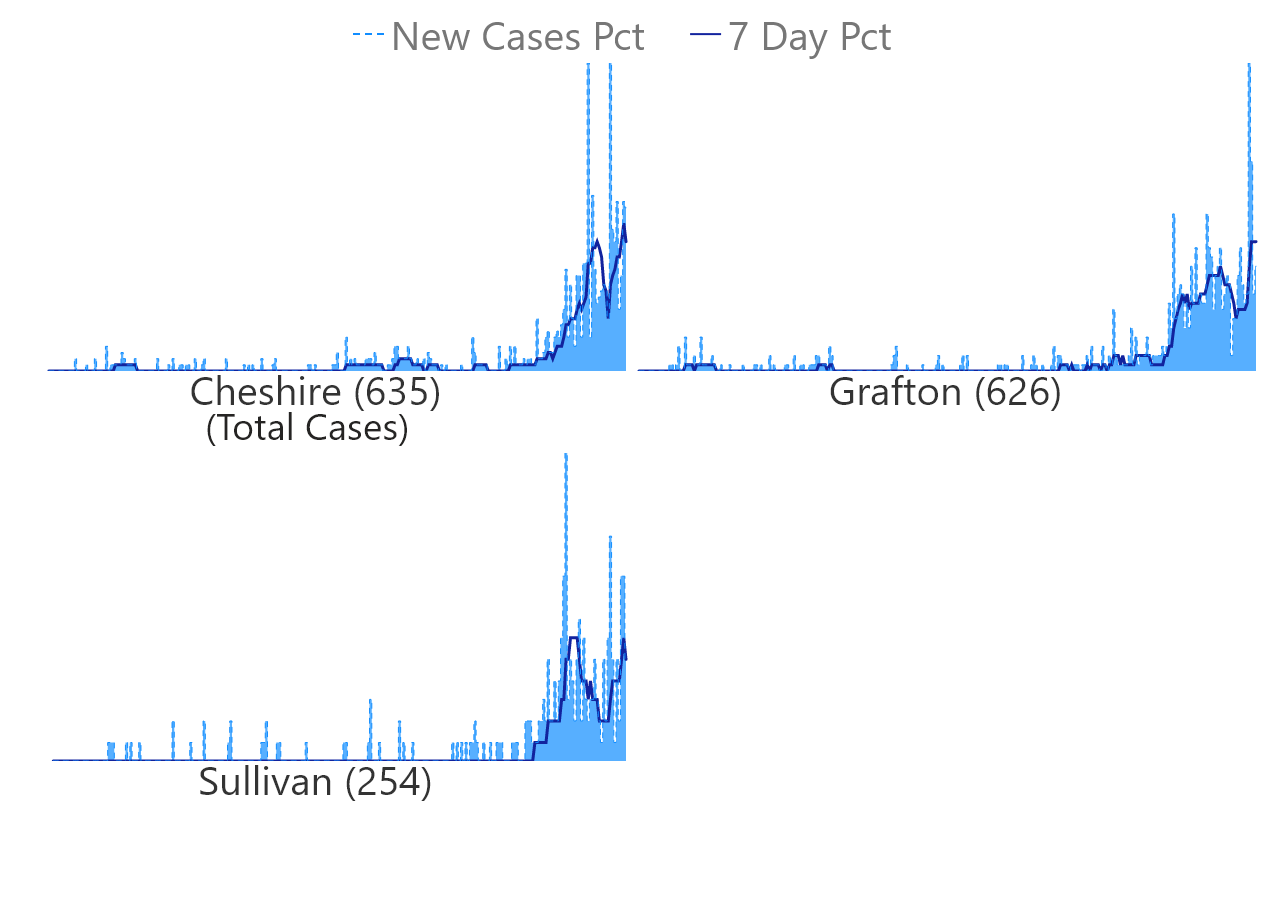 New Cases Pct 7 Day Pct
Cheshire (635)
(Total Cases)
Grafton (626)
Sullivan (254)